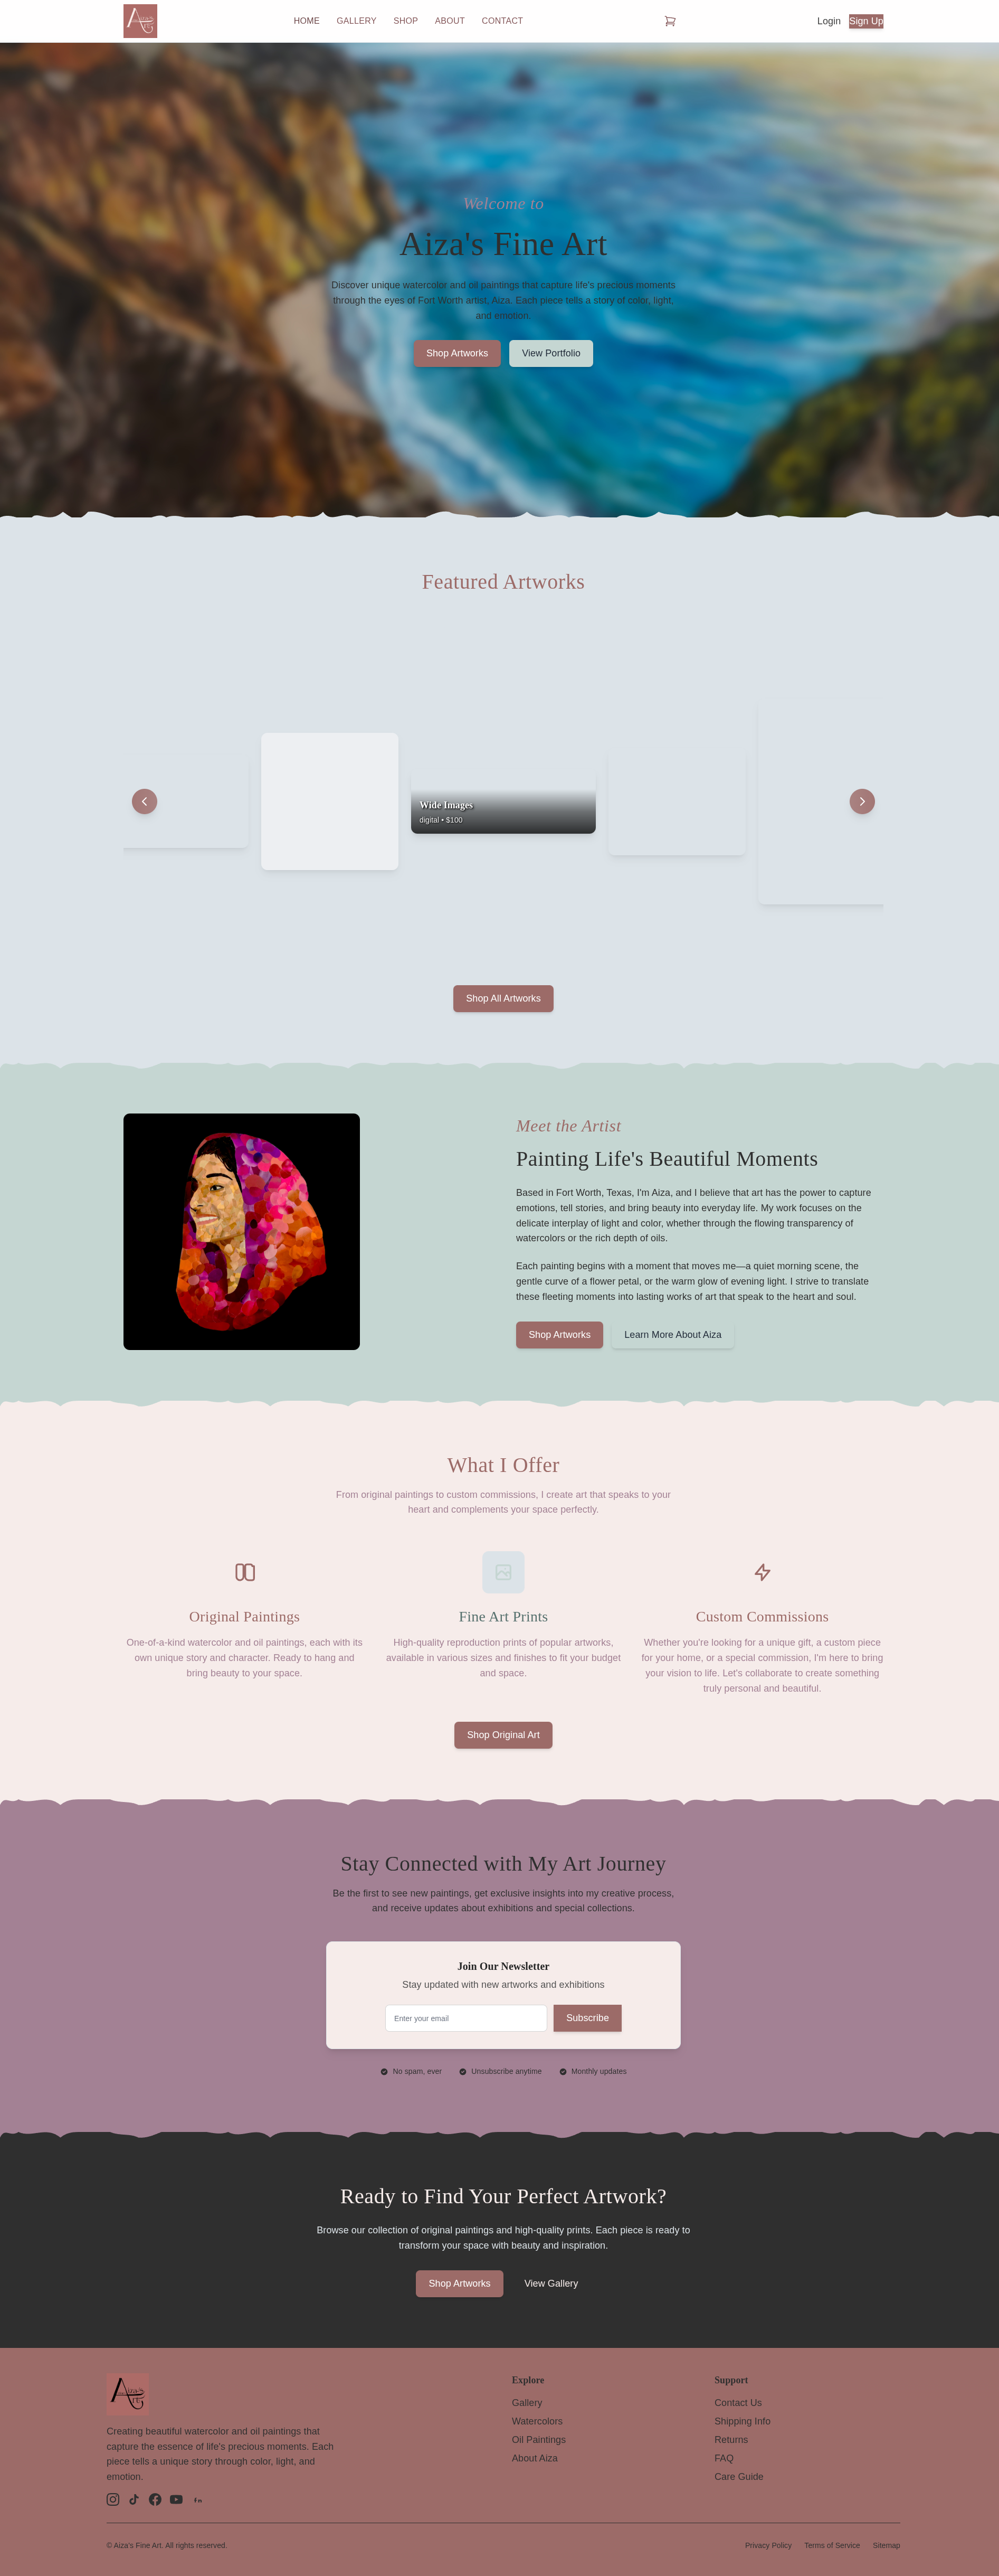 HOME GALLERY SHOP ABOUT CONTACT
Login Sign Up
Welcome to
Aiza's Fine Art
Discover unique watercolor and oil paintings that capture life's precious moments
through the eyes of Fort Worth artist, Aiza. Each piece tells a story of color, light,
and emotion.
Shop Artworks View Portfolio
Featured Artworks
Wide Images
digital • $100
Shop All Artworks
Meet the Artist
Painting Life's Beautiful Moments
Based in Fort Worth, Texas, I'm Aiza, and I believe that art has the power to capture
emotions, tell stories, and bring beauty into everyday life. My work focuses on the
delicate interplay of light and color, whether through the flowing transparency of
watercolors or the rich depth of oils.
Each painting begins with a moment that moves me—a quiet morning scene, the
gentle curve of a flower petal, or the warm glow of evening light. I strive to translate
these fleeting moments into lasting works of art that speak to the heart and soul.
Shop Artworks Learn More About Aiza
What I Offer
From original paintings to custom commissions, I create art that speaks to your
heart and complements your space perfectly.
Original Paintings
One-of-a-kind watercolor and oil paintings, each with its
own unique story and character. Ready to hang and
bring beauty to your space.
Fine Art Prints
High-quality reproduction prints of popular artworks,
available in various sizes and finishes to fit your budget
and space.
Custom Commissions
Whether you're looking for a unique gift, a custom piece
for your home, or a special commission, I'm here to bring
your vision to life. Let's collaborate to create something
truly personal and beautiful.
Shop Original Art
Stay Connected with My Art Journey
Be the first to see new paintings, get exclusive insights into my creative process,
and receive updates about exhibitions and special collections.
Join Our Newsletter
Stay updated with new artworks and exhibitions
Enter your email Subscribe
No spam, ever Unsubscribe anytime Monthly updates
Ready to Find Your Perfect Artwork?
Browse our collection of original paintings and high-quality prints. Each piece is ready to
transform your space with beauty and inspiration.
Shop Artworks View Gallery
Creating beautiful watercolor and oil paintings that
capture the essence of life's precious moments. Each
piece tells a unique story through color, light, and
emotion.
Explore
Gallery
Watercolors
Oil Paintings
About Aiza
Support
Contact Us
Shipping Info
Returns
FAQ
Care Guide
© Aiza's Fine Art. All rights reserved.
Privacy Policy Terms of Service Sitemap